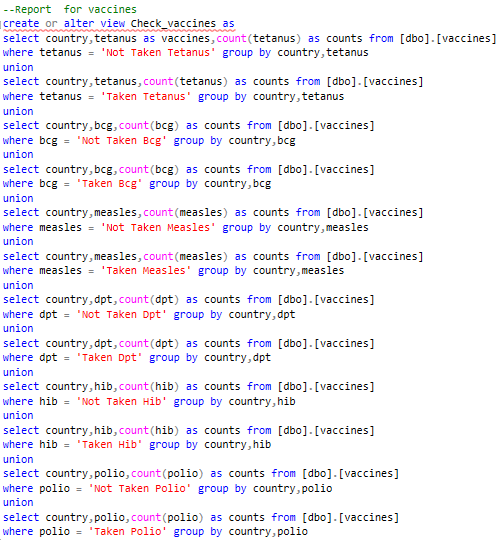 --Report  for vaccines
create or alter view Check_vaccines as
select country,tetanus as vaccines,count(tetanus) as counts from [dbo].[vaccines]
where tetanus = 'Not Taken Tetanus' group by country,tetanus
union
select country,tetanus,count(tetanus) as counts from [dbo].[vaccines]
where tetanus = 'Taken Tetanus' group by country,tetanus
union
select country,bcg,count(bcg) as counts from [dbo].[vaccines]
where bcg = 'Not Taken Bcg' group by country,bcg
union
select country,bcg,count(bcg) as counts from [dbo].[vaccines]
where bcg = 'Taken Bcg' group by country,bcg
union
select country,measles,count(measles) as counts from [dbo].[vaccines]
where measles = 'Not Taken Measles' group by country,measles
union
select country,measles,count(measles) as counts from [dbo].[vaccines]
where measles = 'Taken Measles' group by country,measles
union
select country,dpt,count(dpt) as counts from [dbo].[vaccines]
where dpt = 'Not Taken Dpt' group by country,dpt
union
select country,dpt,count(dpt) as counts from [dbo].[vaccines]
where dpt = 'Taken Dpt' group by country,dpt
union
select country,hib,count(hib) as counts from [dbo].[vaccines]
where hib = 'Not Taken Hib' group by country,hib
union
select country,hib,count(hib) as counts from [dbo].[vaccines]
where hib = 'Taken Hib' group by country,hib
union
select country,polio,count(polio) as counts from [dbo].[vaccines]
where polio = 'Not Taken Polio' group by country,polio
union
select country,polio,count(polio) as counts from [dbo].[vaccines]
where polio = 'Taken Polio' group by country,polio